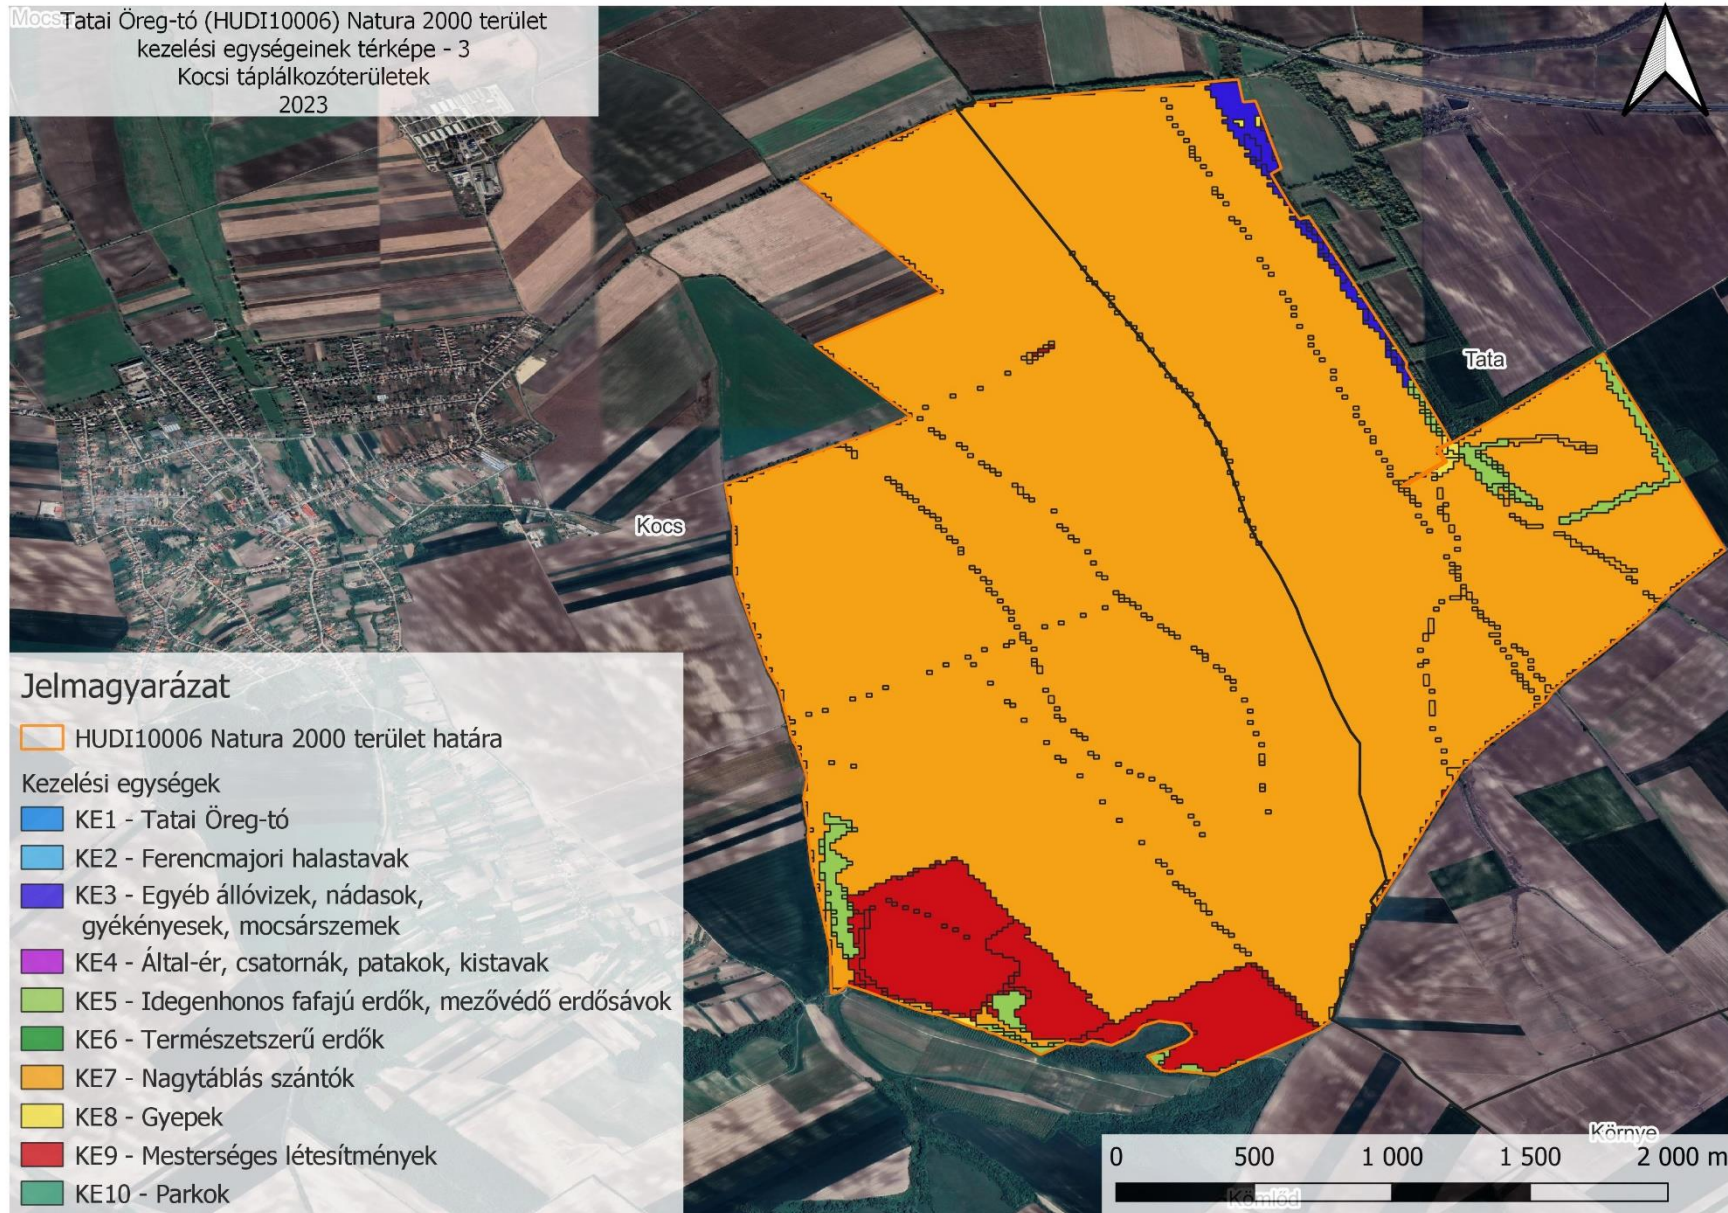 Mocsa
Tatai Öreg-tó (HUDI10006) Natura 2000 terület
kezelési egységeinek térképe - 3
Kocsi táplálkozóterületek
2023
Tata
Kocs
Jelmagyarázat
HUDI10006 Natura 2000 terület határa
Kezelési egységek
KE1 - Tatai Öreg-tó
KE2 - Ferencmajori halastavak
KE3 - Egyéb állóvizek, nádasok,
gyékényesek, mocsárszemek
KE4 - Által-ér, csatornák, patakok, kistavak
KE5 - Idegenhonos fafajú erdők, mezővédő erdősávok
KE6 - Természetszerű erdők
KE7 - Nagytáblás szántók
KE8 - Gyepek
KE9 - Mesterséges létesítmények
KE10 - Parkok
Környe
0 500 1 000 1 500 2 000 m
Kömlőd